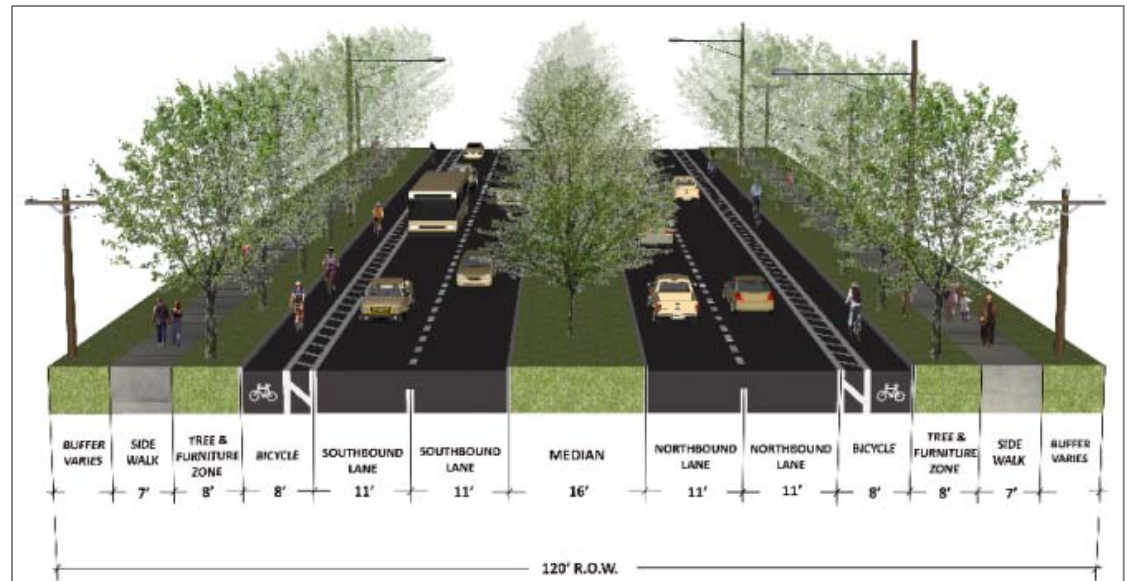 BUFFER
VARIES
SIDE
WALK
7'
TREE &
FURNITURE
ZONE
8'
BICYCLE
8'
SOUTHBOUND
LANE
11'
SOUTHBOUND
LANE
11'
MEDIAN
16'
NORTHBOUND
LANE
11'
NORTHBOUND
LANE
11'
BICYCLE
8'
TREE &
FURNITURE
ZONE
8'
SIDE
WALK
7'
BUFFER
VARIES
120' R.O.W.